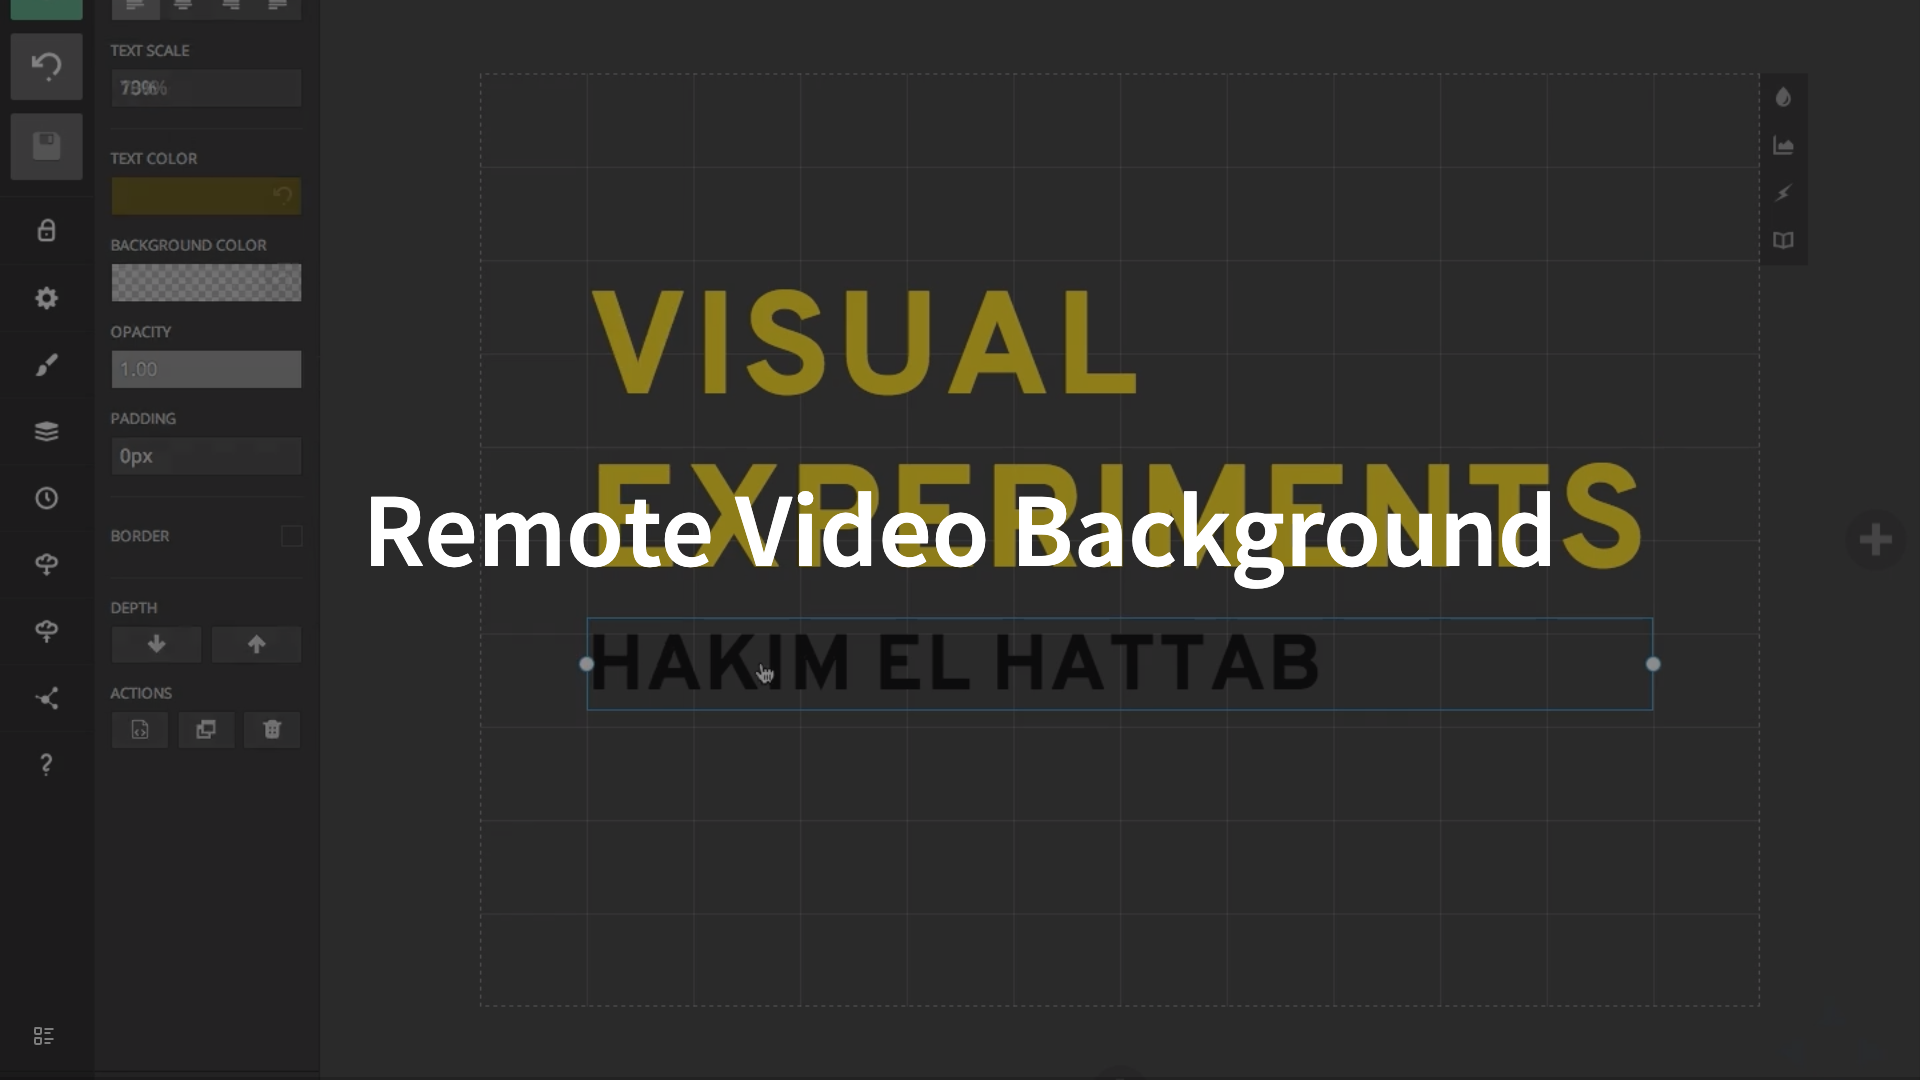 TEXT SCALE
TEXT COLOR
BACKGROUND COLOR
OPACITY
1.00
PADDING
0px
BORDER
DEPTH
ACTIONS
VISUAL
EXPERIMENTS
Remote Video Background
HAKIM EL HATTAB